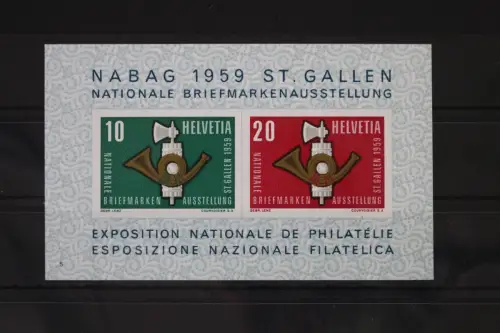 NABAG 1959 ST. GALLEN
NATIONALE BRIEFMARKENAUSSTELLUNG
10 HELVETIA
NATIONALE
BRIEFMARKEN AUSSTELLUNG
ST. GALLEN 1959
20 HELVETIA
NATIONALE
BRIEFMARKEN AUSSTELLUNG
ST. GALLEN 1959
EXPOSITION NATIONALE DE PHILATÉLIE
ESPOSIZIONE NAZIONALE FILATELICA